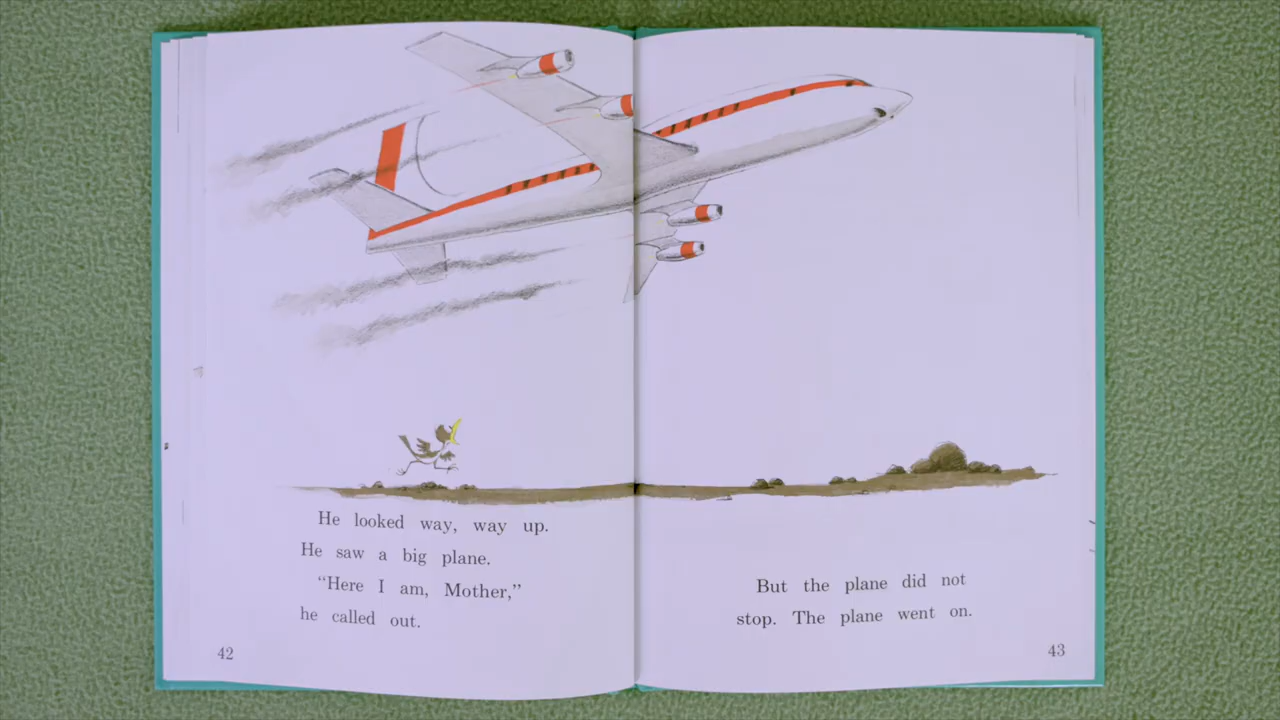 He looked way, way up.
He saw a big plane.
“Here I am, Mother,”
he called out.
42
But the plane did not
stop. The plane went on.
43